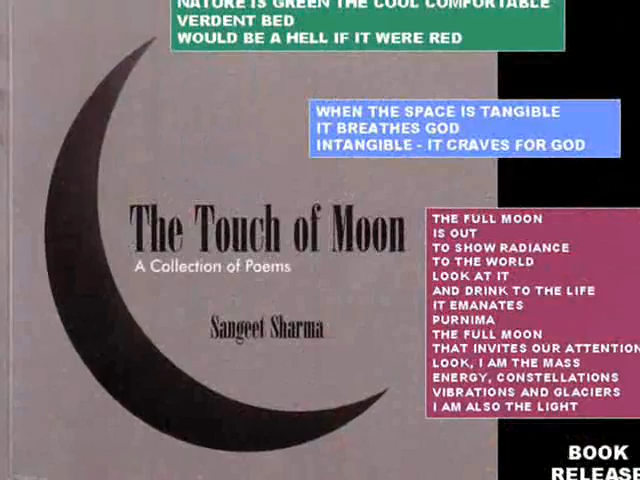 NATURE IS GREEN THE COOL COMFORTABLE
VERDENT BED
WOULD BE A HELL IF IT WERE RED
WHEN THE SPACE IS TANGIBLE
IT BREATHES GOD
INTANGIBLE - IT CRAVES FOR GOD
The Touch of Moon
A Collection of Poems
Sangeet Sharma
THE FULL MOON
IS OUT
TO SHOW RADIANCE
TO THE WORLD
LOOK AT IT
AND DRINK TO THE LIFE
IT EMANATES
PURNIMA
THE FULL MOON
THAT INVITES OUR ATTENTION
LOOK, I AM THE MASS
ENERGY, CONSTELLATIONS
VIBRATIONS AND GLACIERS
I AM ALSO THE LIGHT
BOOK
RELEASE